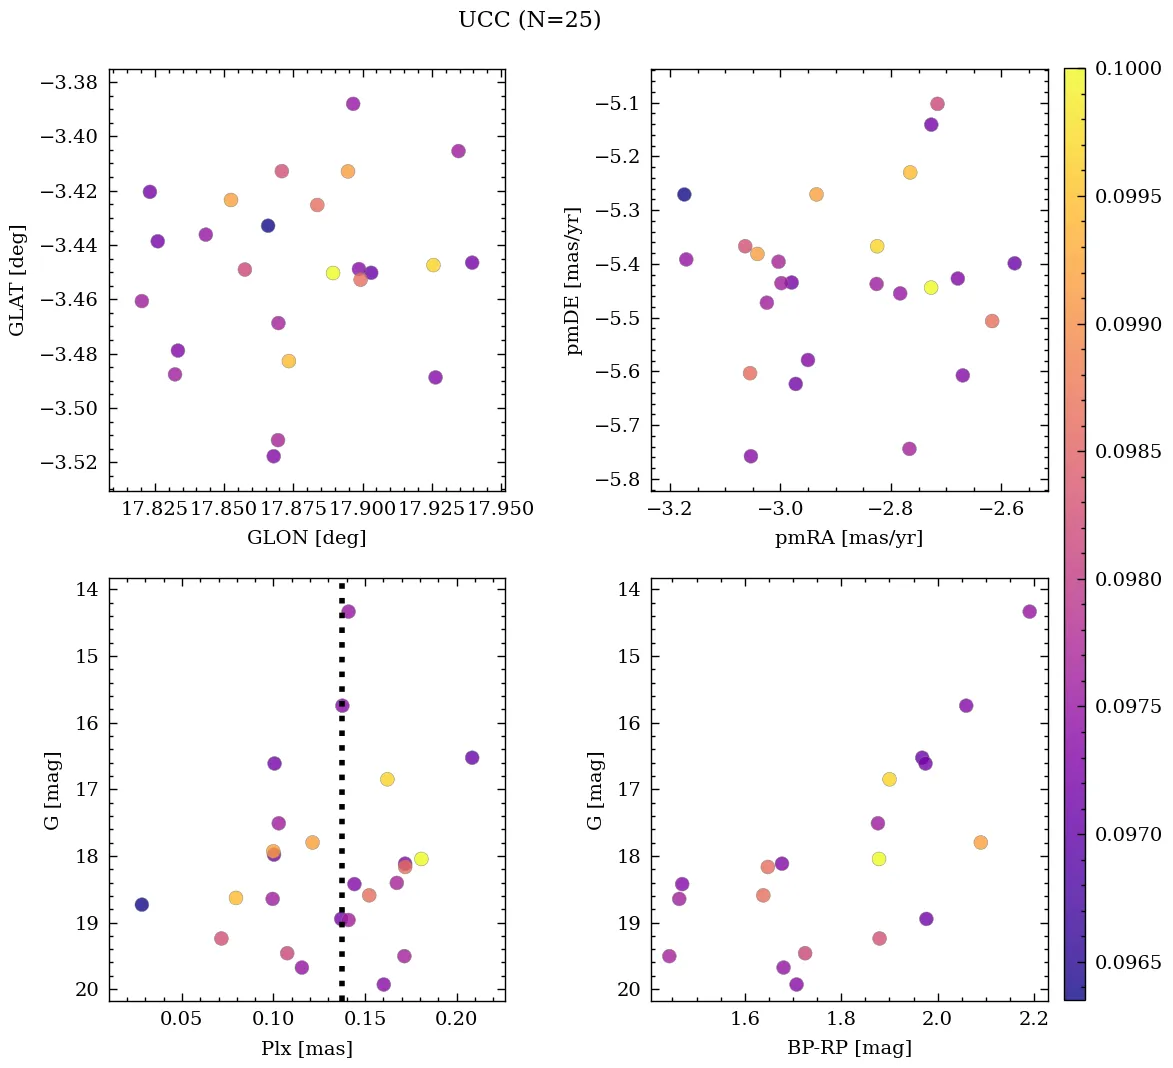 UCC (N=25)
−3.38
−3.40
−3.42
−3.44
−3.46
−3.48
−3.50
−3.52
GLAT [deg]
17.825 17.850 17.875 17.900 17.925 17.950
GLON [deg]
−5.1
−5.2
−5.3
−5.4
−5.5
−5.6
−5.7
−5.8
pmDE [mas/yr]
−3.2 −3.0 −2.8 −2.6
pmRA [mas/yr]
14
15
16
17
18
19
20
G [mag]
0.05 0.10 0.15 0.20
Plx [mas]
14
15
16
17
18
19
20
G [mag]
1.6 1.8 2.0 2.2
BP-RP [mag]
0.1000
0.0995
0.0990
0.0985
0.0980
0.0975
0.0970
0.0965